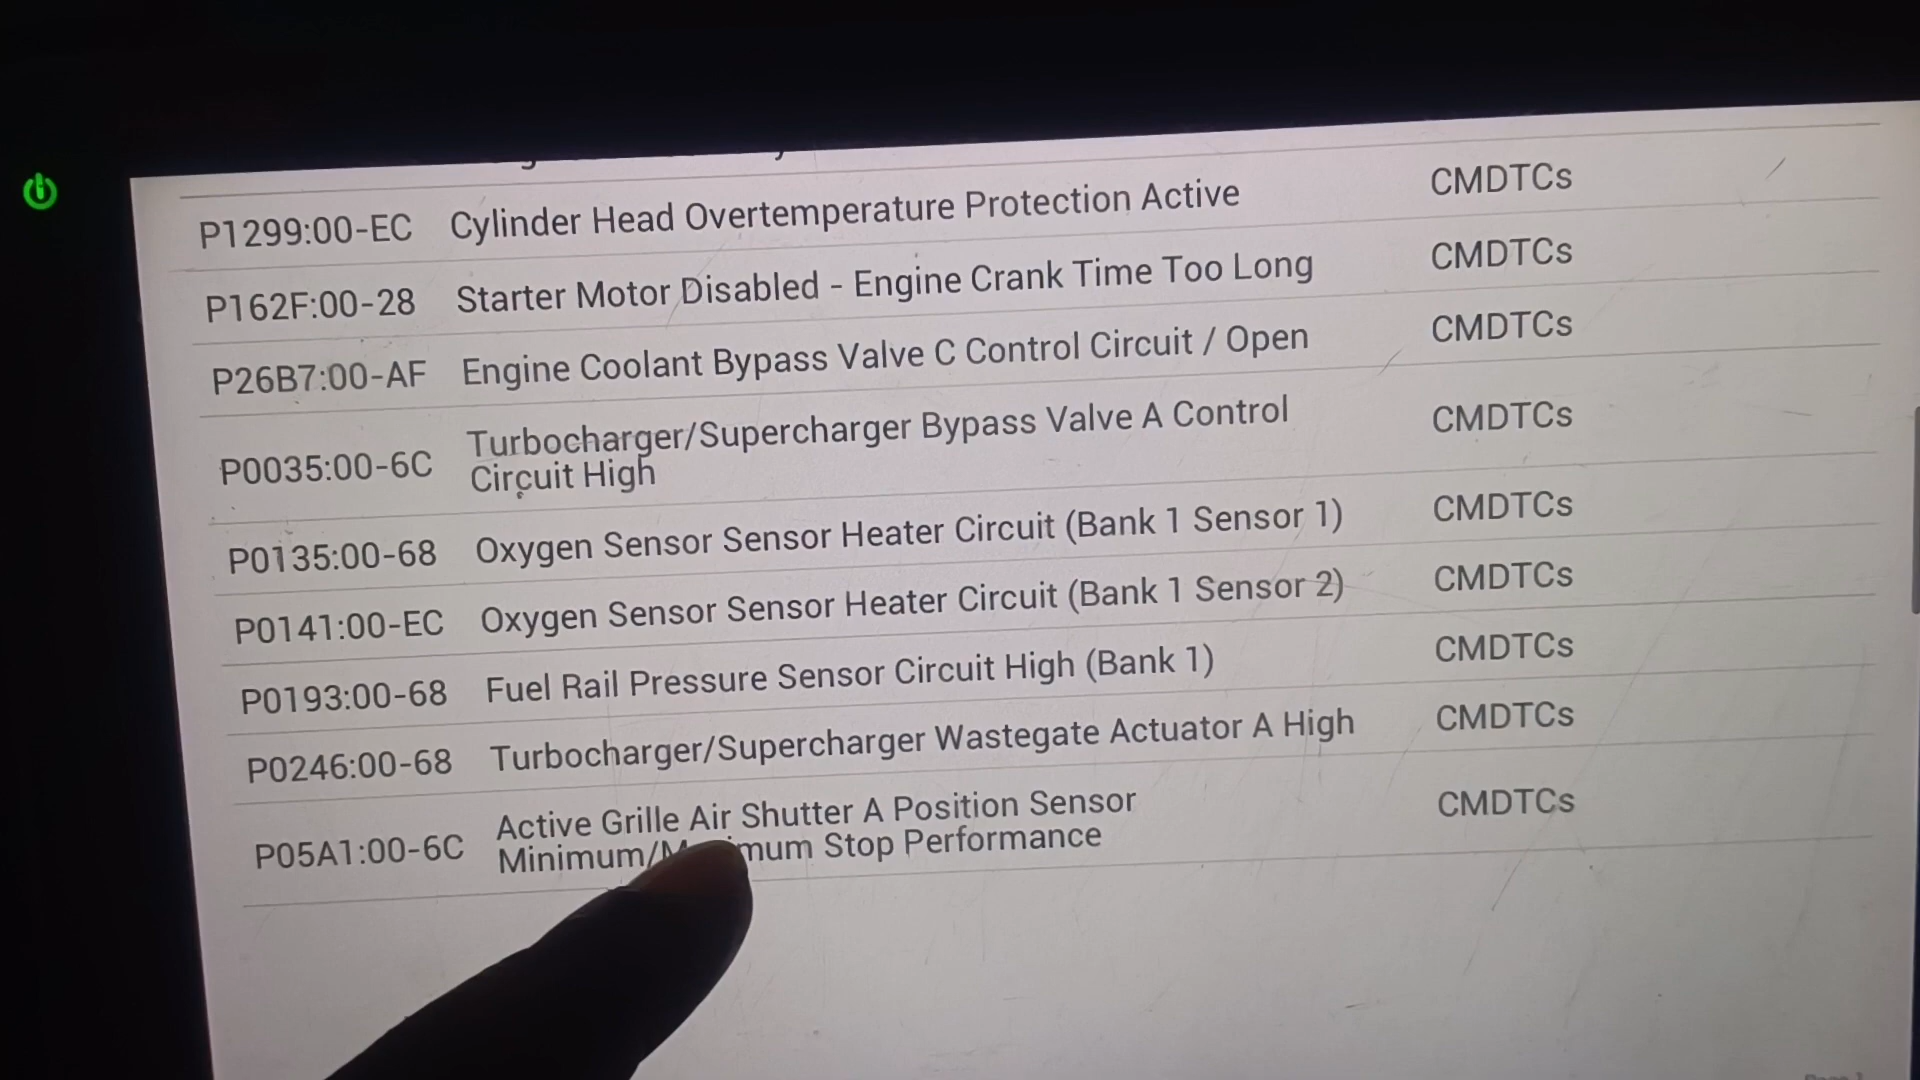 P1299:00-EC Cylinder Head Overtemperature Protection Active CMDTCs
P162F:00-28 Starter Motor Disabled - Engine Crank Time Too Long CMDTCs
P26B7:00-AF Engine Coolant Bypass Valve C Control Circuit / Open CMDTCs
P0035:00-6C Turbocharger/Supercharger Bypass Valve A Control CMDTCs
Circuit High
P0135:00-68 Oxygen Sensor Sensor Heater Circuit (Bank 1 Sensor 1) CMDTCs
P0141:00-EC Oxygen Sensor Sensor Heater Circuit (Bank 1 Sensor 2) CMDTCs
P0193:00-68 Fuel Rail Pressure Sensor Circuit High (Bank 1) CMDTCs
P0246:00-68 Turbocharger/Supercharger Wastegate Actuator A High CMDTCs
P05A1:00-6C Active Grille Air Shutter A Position Sensor CMDTCs
Stop Performance